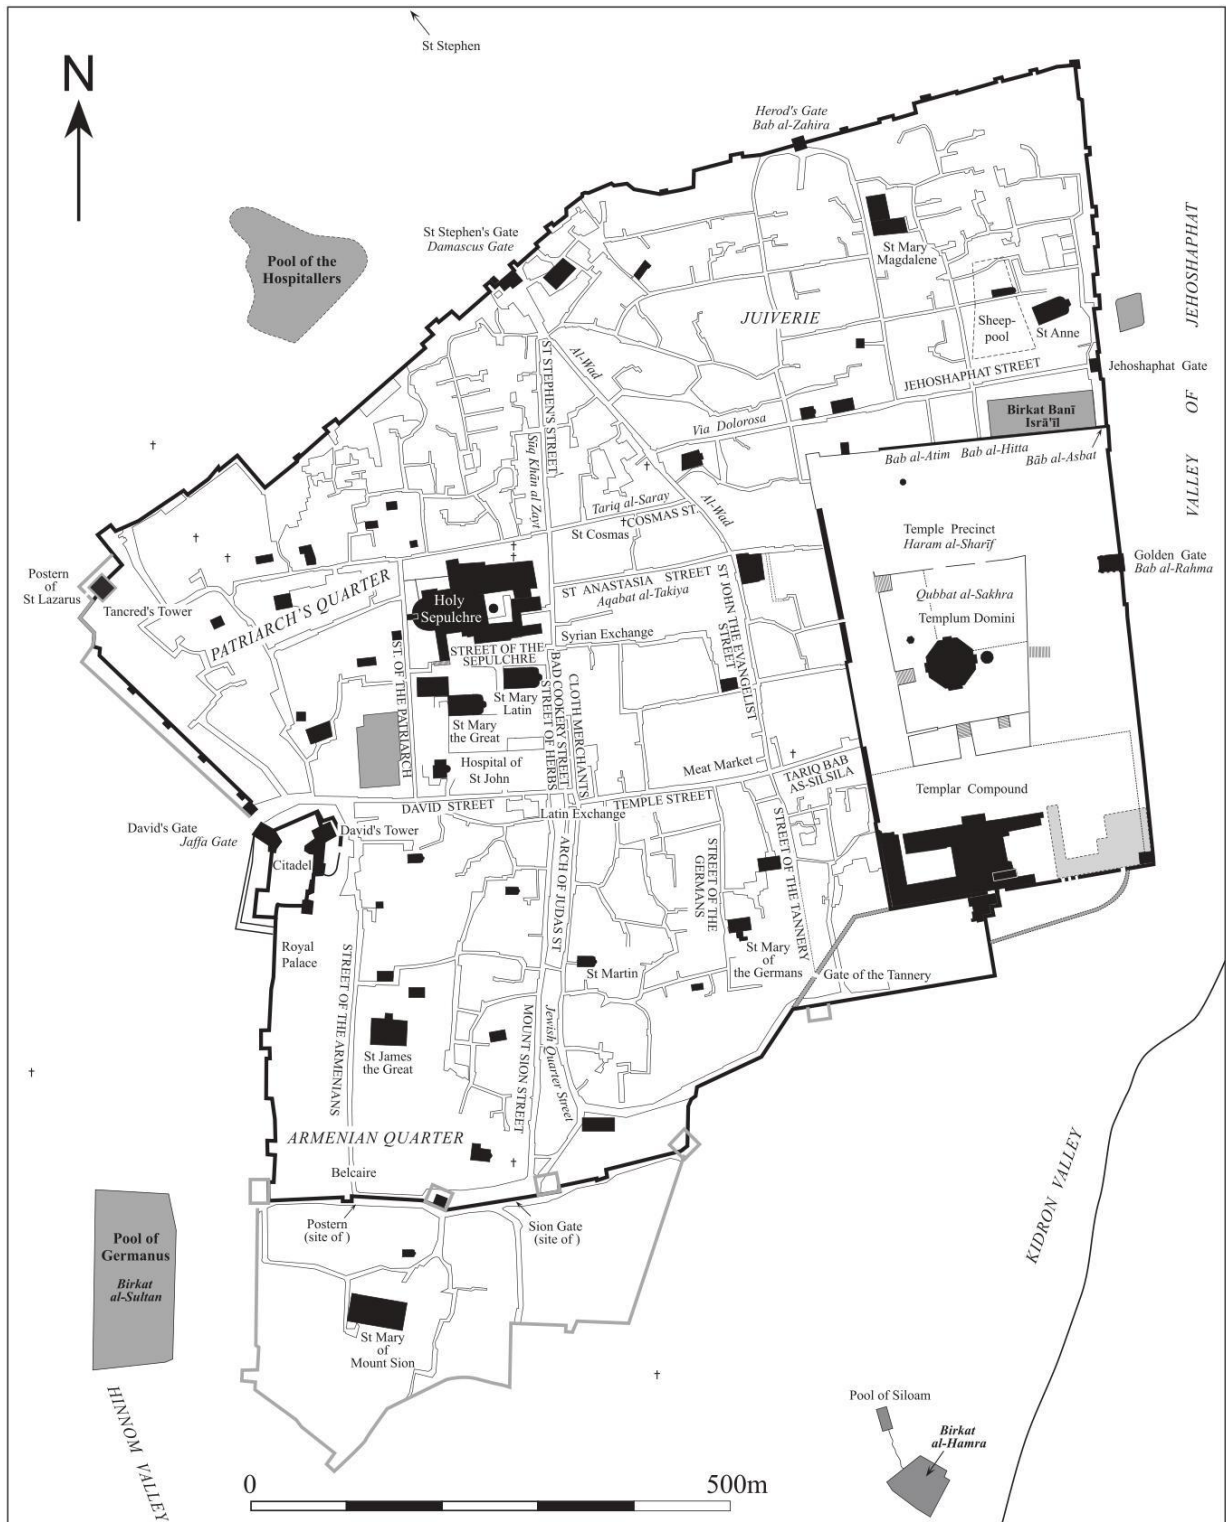 St Stephen
N
Herod's Gate
Bab al-Zahira
St Stephen's Gate
Damascus Gate
Pool of the
Hospitallers
St Mary
Magdalene
JUIVERIE
Sheep-
pool
St Anne
VALLEY OF JEHOSHAPHAT
Jehoshaphat Gate
JEHOSHAPHAT STREET
Birkat Banī
Isrā'īl
ST STEPHEN'S STREET
Al-Wad
Via Dolorosa
Bab al-Atim
Bab al-Hitta
Bāb al-Asbat
Sūq Khān al Zayt
Tariq al-Saray
COSMAS ST.
St Cosmas
Al-Wad
Temple Precinct
Haram al-Sharīf
Golden Gate
Bab al-Rahma
Postern
of
St Lazarus
Tancred's Tower
PATRIARCH'S QUARTER
Holy
Sepulchre
ST ANASTASIA STREET
Aqabat al-Takiya
ST JOHN THE EVANGELIST
STREET
Qubbat al-Sakhra
Templum Domini
Syrian Exchange
STREET OF THE
SEPULCHRE
ST. OF THE PATRIARCH
St Mary
Latin
St Mary
the Great
CLOTH MERCHANTS
BAD COOKERY STREET
STREET OF HERBS
Hospital of
St John
Meat Market
TARIQ BAB
AS-SILSILA
Templar Compound
DAVID STREET
TEMPLE STREET
Latin Exchange
David's Gate
Jaffa Gate
David's Tower
Citadel
ARCH OF JUDAS ST
STREET OF THE
GERMANS
STREET OF THE TANNERY
Royal
Palace
St Martin
St Mary
of
the Germans
Gate of the Tannery
STREET OF THE ARMENIANS
St James
the Great
MOUNT SION STREET
Jewish Quarter Street
ARMENIAN QUARTER
Belcaire
KIDRON VALLEY
Postern
(site of )
Sion Gate
(site of )
Pool of
Germanus
Birkat
al-Sultan
St Mary
of
Mount Sion
HINNOM VALLEY
Pool of Siloam
Birkat
al-Hamra
0 500m